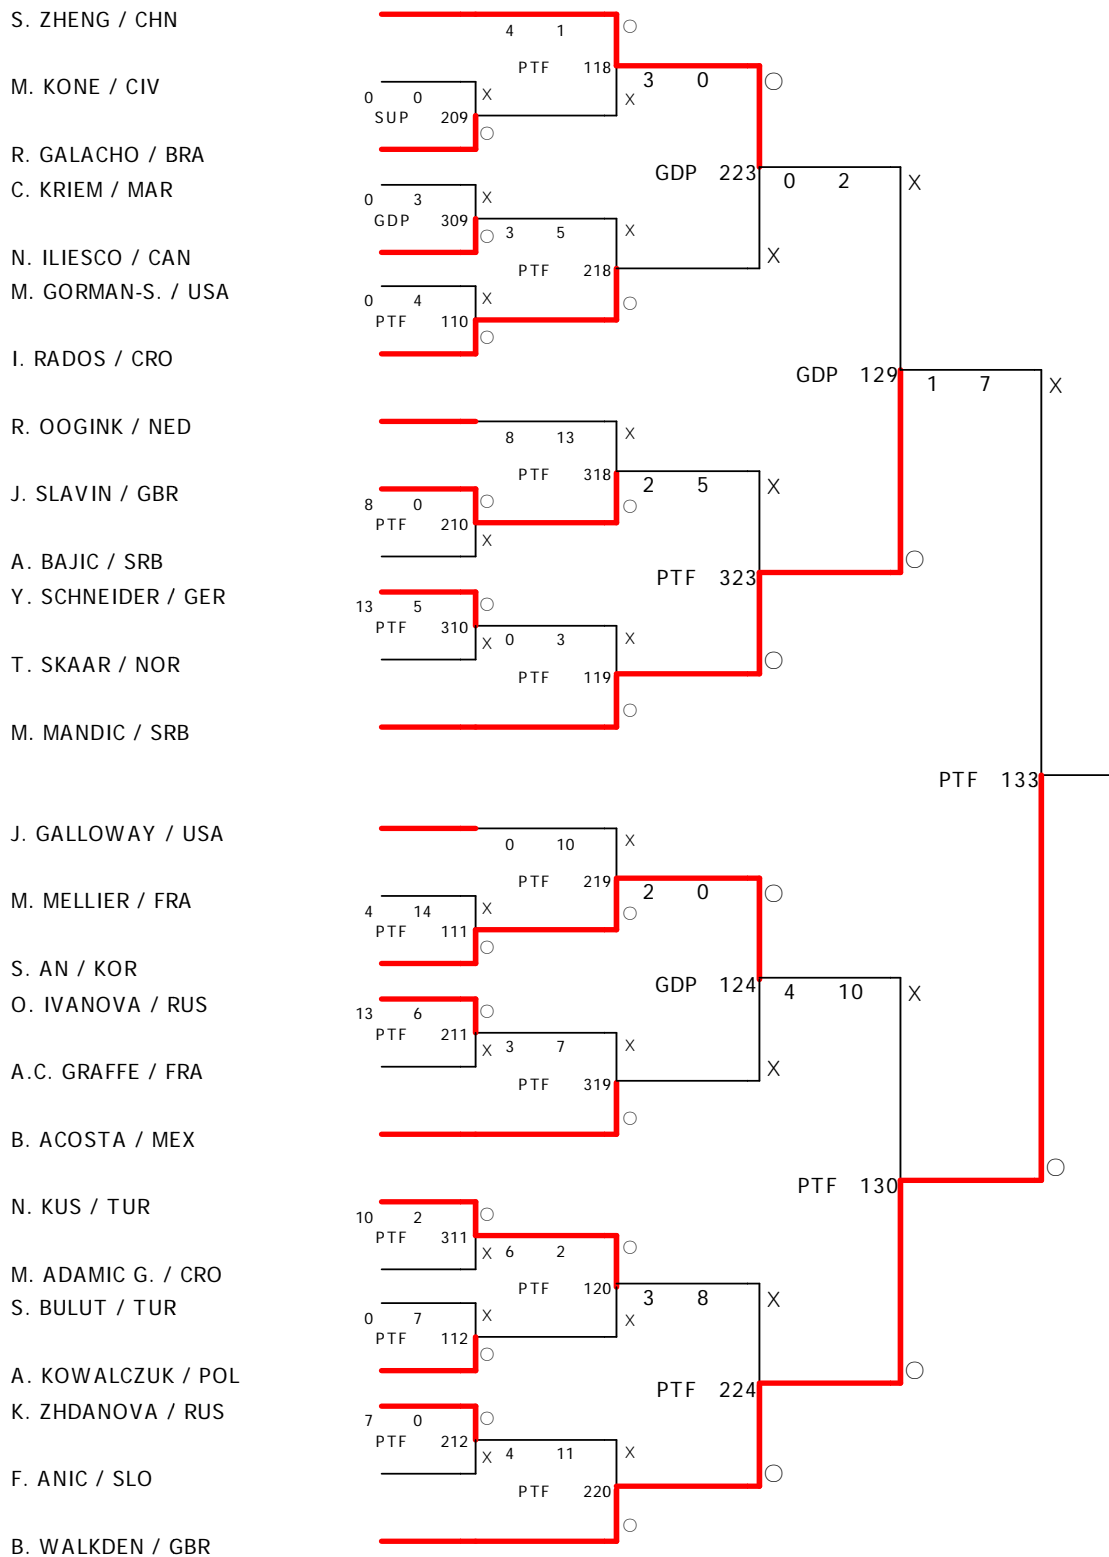 S. ZHENG / CHN
4 1 ○
PTF 118
3 0 ○
M. KONE / CIV
0 0 X
X
SUP 209
○
R. GALACHO / BRA
GDP 223
0 2 X
C. KRIEM / MAR
0 3 X
GDP 309
○ 3 5 X
N. ILIESCO / CAN
X
PTF 218
M. GORMAN-S. / USA
0 4 X
○
PTF 110
○
I. RADOS / CRO
GDP 129
1 7 X
R. OOGINK / NED
8 13 X
PTF 318
2 5 X
J. SLAVIN / GBR
8 0 ○
○
PTF 210
X
A. BAJIC / SRB
○
PTF 323
Y. SCHNEIDER / GER
13 5 ○
PTF 310
X 0 3 X
T. SKAAR / NOR
○
PTF 119
○
M. MANDIC / SRB
PTF 133
J. GALLOWAY / USA
0 10 X
PTF 219
2 0 ○
M. MELLIER / FRA
4 14 X
○
PTF 111
○
S. AN / KOR
GDP 124
4 10 X
O. IVANOVA / RUS
13 6 ○
PTF 211
X 3 7 X
A.C. GRAFFE / FRA
X
PTF 319
○
B. ACOSTA / MEX
○
PTF 130
N. KUS / TUR
10 2 ○
PTF 311
X 6 2 ○
M. ADAMIC G. / CRO
PTF 120
3 8 X
S. BULUT / TUR
0 7 X
X
PTF 112
○
A. KOWALCZUK / POL
○
PTF 224
K. ZHDANOVA / RUS
7 0 ○
PTF 212
X 4 11 X
F. ANIC / SLO
○
PTF 220
○
B. WALKDEN / GBR